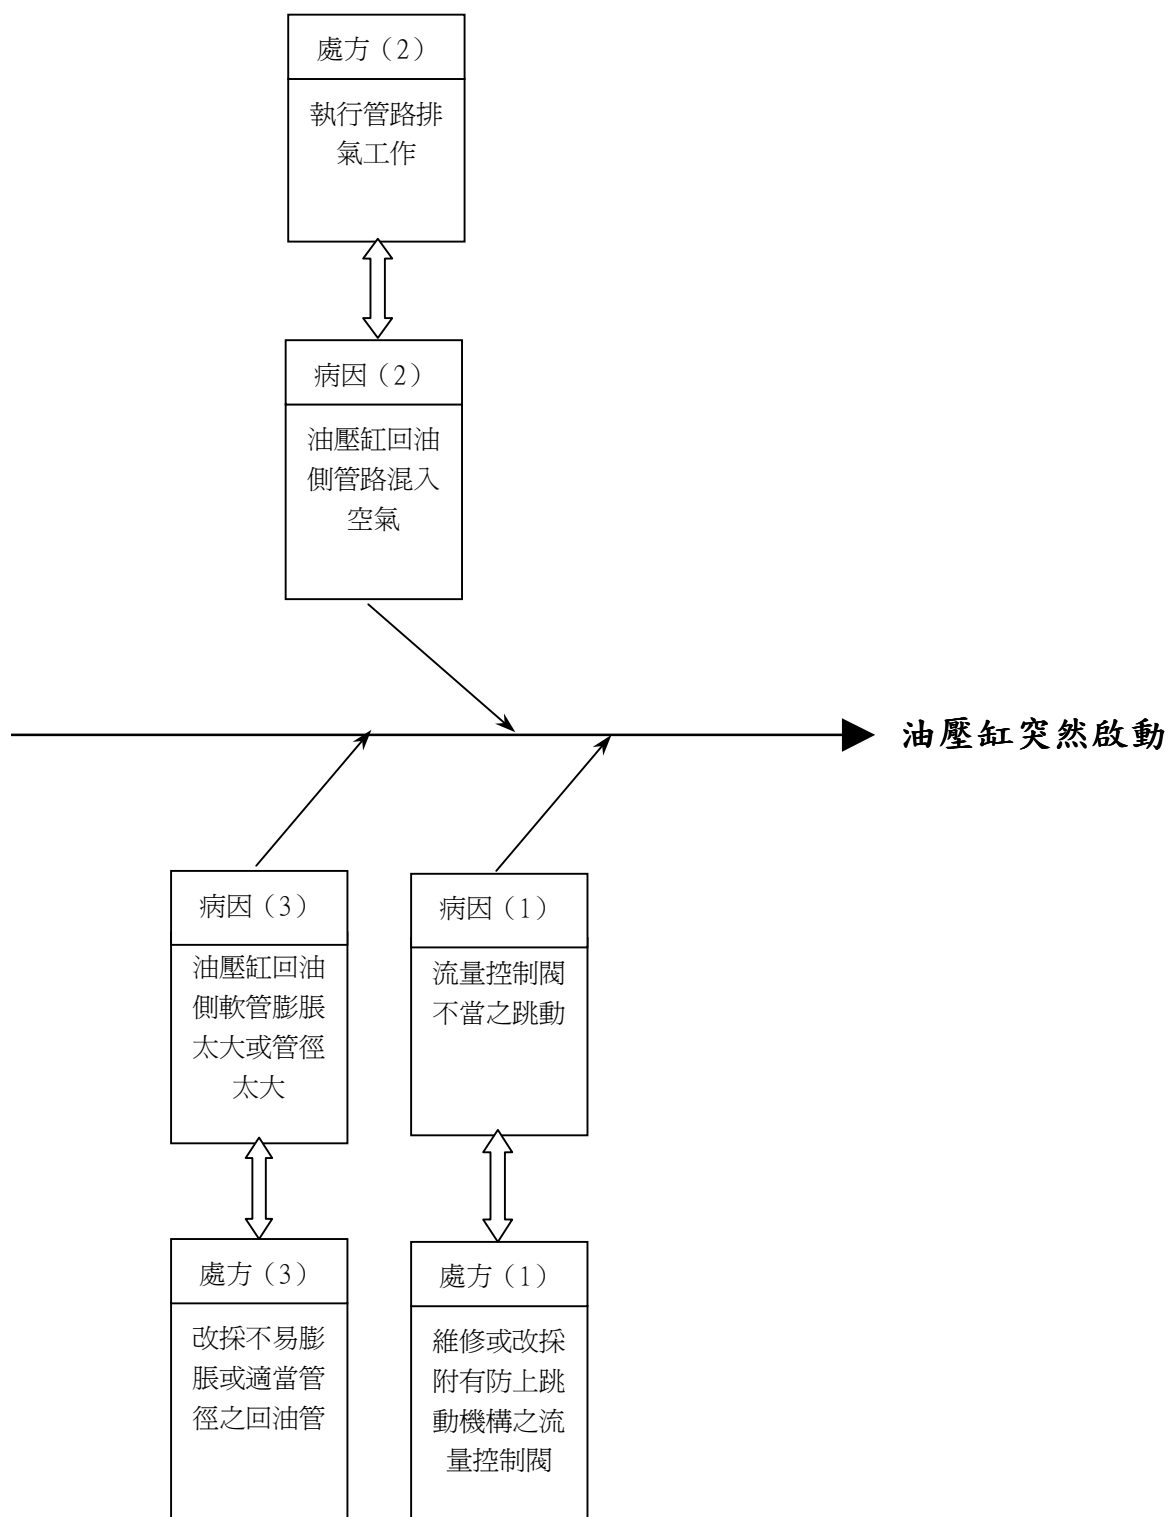 處方（2）
執行管路排
氣工作
病因（2）
油壓缸回油
側管路混入
空氣
油壓缸突然啟動
病因（3）
油壓缸回油
側軟管膨脹
太大或管徑
太大
病因（1）
流量控制閥
不當之跳動
處方（3）
改採不易膨
脹或適當管
徑之回油管
處方（1）
維修或改採
附有防上跳
動機構之流
量控制閥